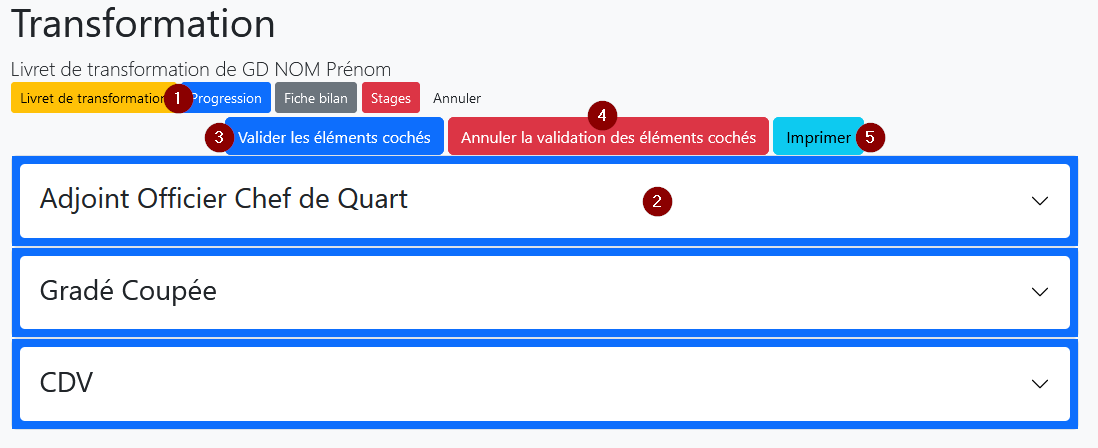 Transformation
Livret de transformation de GD NOM Prénom
Livret de transformation 1 Progression Fiche bilan Stages Annuler
4
3 Valider les éléments cochés Annuler la validation des éléments cochés Imprimer 5
Adjoint Officier Chef de Quart 2
Gradé Coupée
CDV